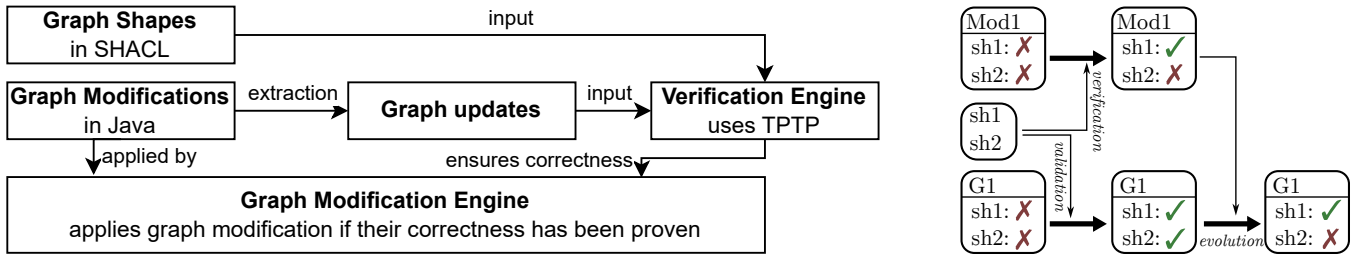 Graph Shapes
in SHACL
input
Graph Modifications
in Java
extraction
Graph updates
input
Verification Engine
uses TPTP
applied by
ensures correctness
Graph Modification Engine
applies graph modification if their correctness has been proven
Mod1
sh1: ✗
sh2: ✗
verification
Mod1
sh1: ✓
sh2: ✗
sh1
sh2
validation
G1
sh1: ✗
sh2: ✗
G1
sh1: ✓
sh2: ✓
evolution
G1
sh1: ✓
sh2: ✗